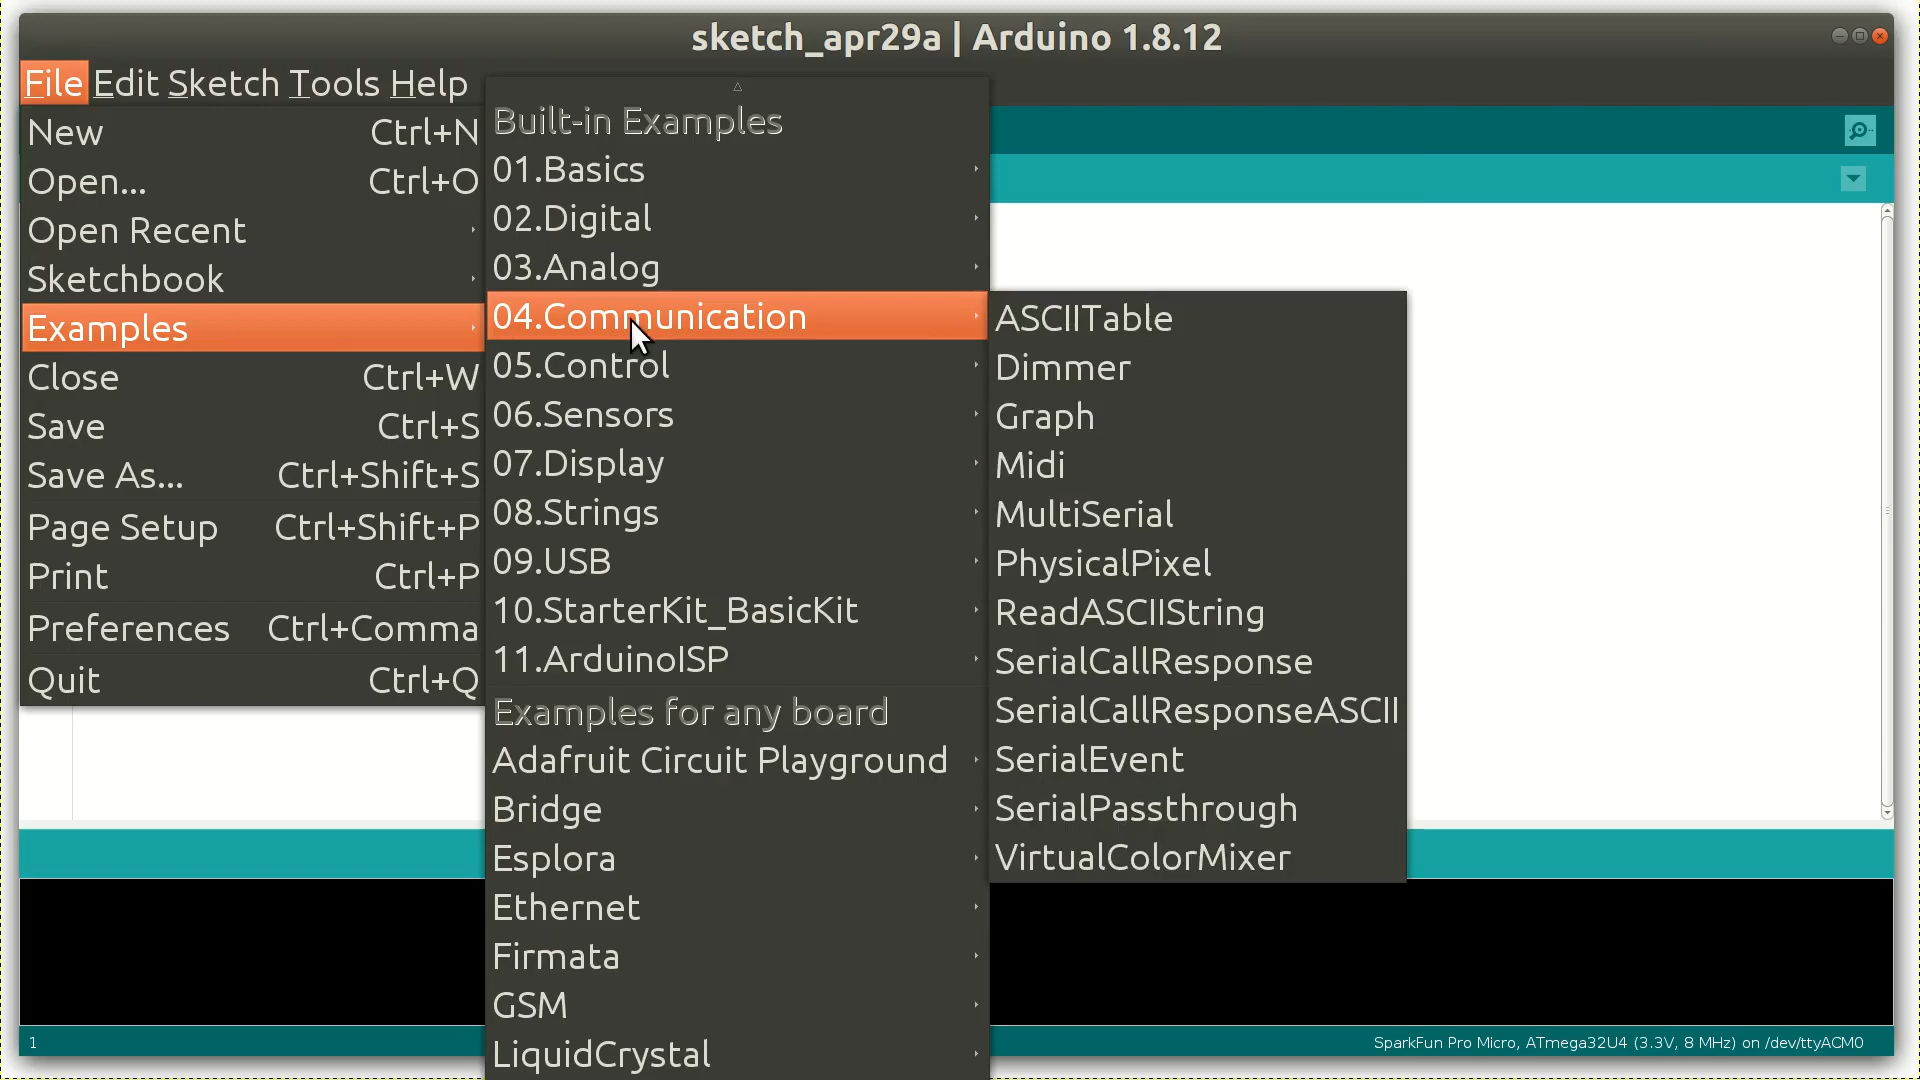 sketch_apr29a | Arduino 1.8.12
File Edit Sketch Tools Help
New Ctrl+N
Open... Ctrl+O
Open Recent
Sketchbook
Examples
Close Ctrl+W
Save Ctrl+S
Save As... Ctrl+Shift+S
Page Setup Ctrl+Shift+P
Print Ctrl+P
Preferences Ctrl+Comma
Quit Ctrl+Q
Built-in Examples
01.Basics
02.Digital
03.Analog
04.Communication
05.Control
06.Sensors
07.Display
08.Strings
09.USB
10.StarterKit_BasicKit
11.ArduinoISP
Examples for any board
Adafruit Circuit Playground
Bridge
Esplora
Ethernet
Firmata
GSM
LiquidCrystal
ASCIITable
Dimmer
Graph
Midi
MultiSerial
PhysicalPixel
ReadASCIIString
SerialCallResponse
SerialCallResponseASCII
SerialEvent
SerialPassthrough
VirtualColorMixer
1
SparkFun Pro Micro, ATmega32U4 (3.3V, 8 MHz) on /dev/ttyACM0